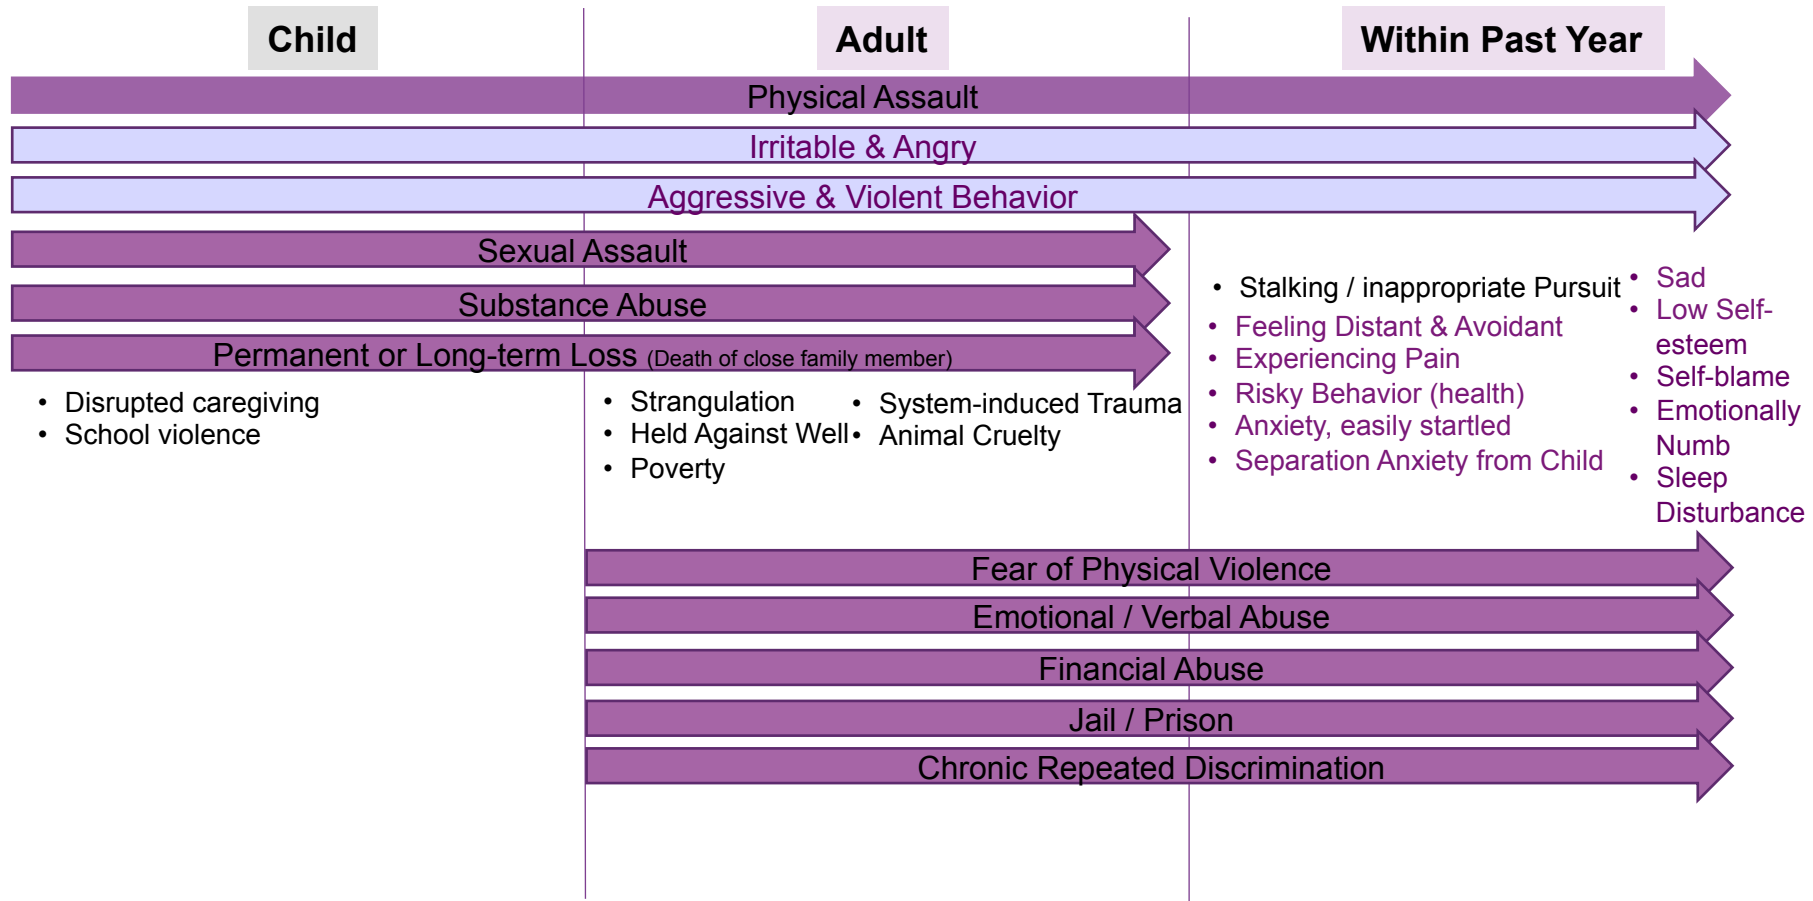 Child
Adult
Within Past Year
Physical Assault
Irritable & Angry
Aggressive & Violent Behavior
Sexual Assault
Substance Abuse
Permanent or Long-term Loss (Death of close family member)
• Disrupted caregiving
• School violence
• Strangulation
• Held Against Well
• Poverty
• System-induced Trauma
• Animal Cruelty
• Stalking / inappropriate Pursuit
• Feeling Distant & Avoidant
• Experiencing Pain
• Risky Behavior (health)
• Anxiety, easily startled
• Separation Anxiety from Child
• Sad
• Low Self-
esteem
• Self-blame
• Emotionally
Numb
• Sleep
Disturbance
Fear of Physical Violence
Emotional / Verbal Abuse
Financial Abuse
Jail / Prison
Chronic Repeated Discrimination